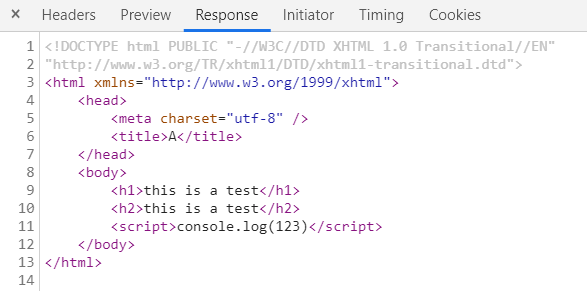 × Headers Preview Response Initiator Timing Cookies
1 <!DOCTYPE html PUBLIC "-//W3C//DTD XHTML 1.0 Transitional//EN"
2 "http://www.w3.org/TR/xhtml1/DTD/xhtml1-transitional.dtd">
3 <html xmlns="http://www.w3.org/1999/xhtml">
4     <head>
5         <meta charset="utf-8" />
6         <title>A</title>
7     </head>
8     <body>
9         <h1>this is a test</h1>
10         <h2>this is a test</h2>
11         <script>console.log(123)</script>
12     </body>
13 </html>
14